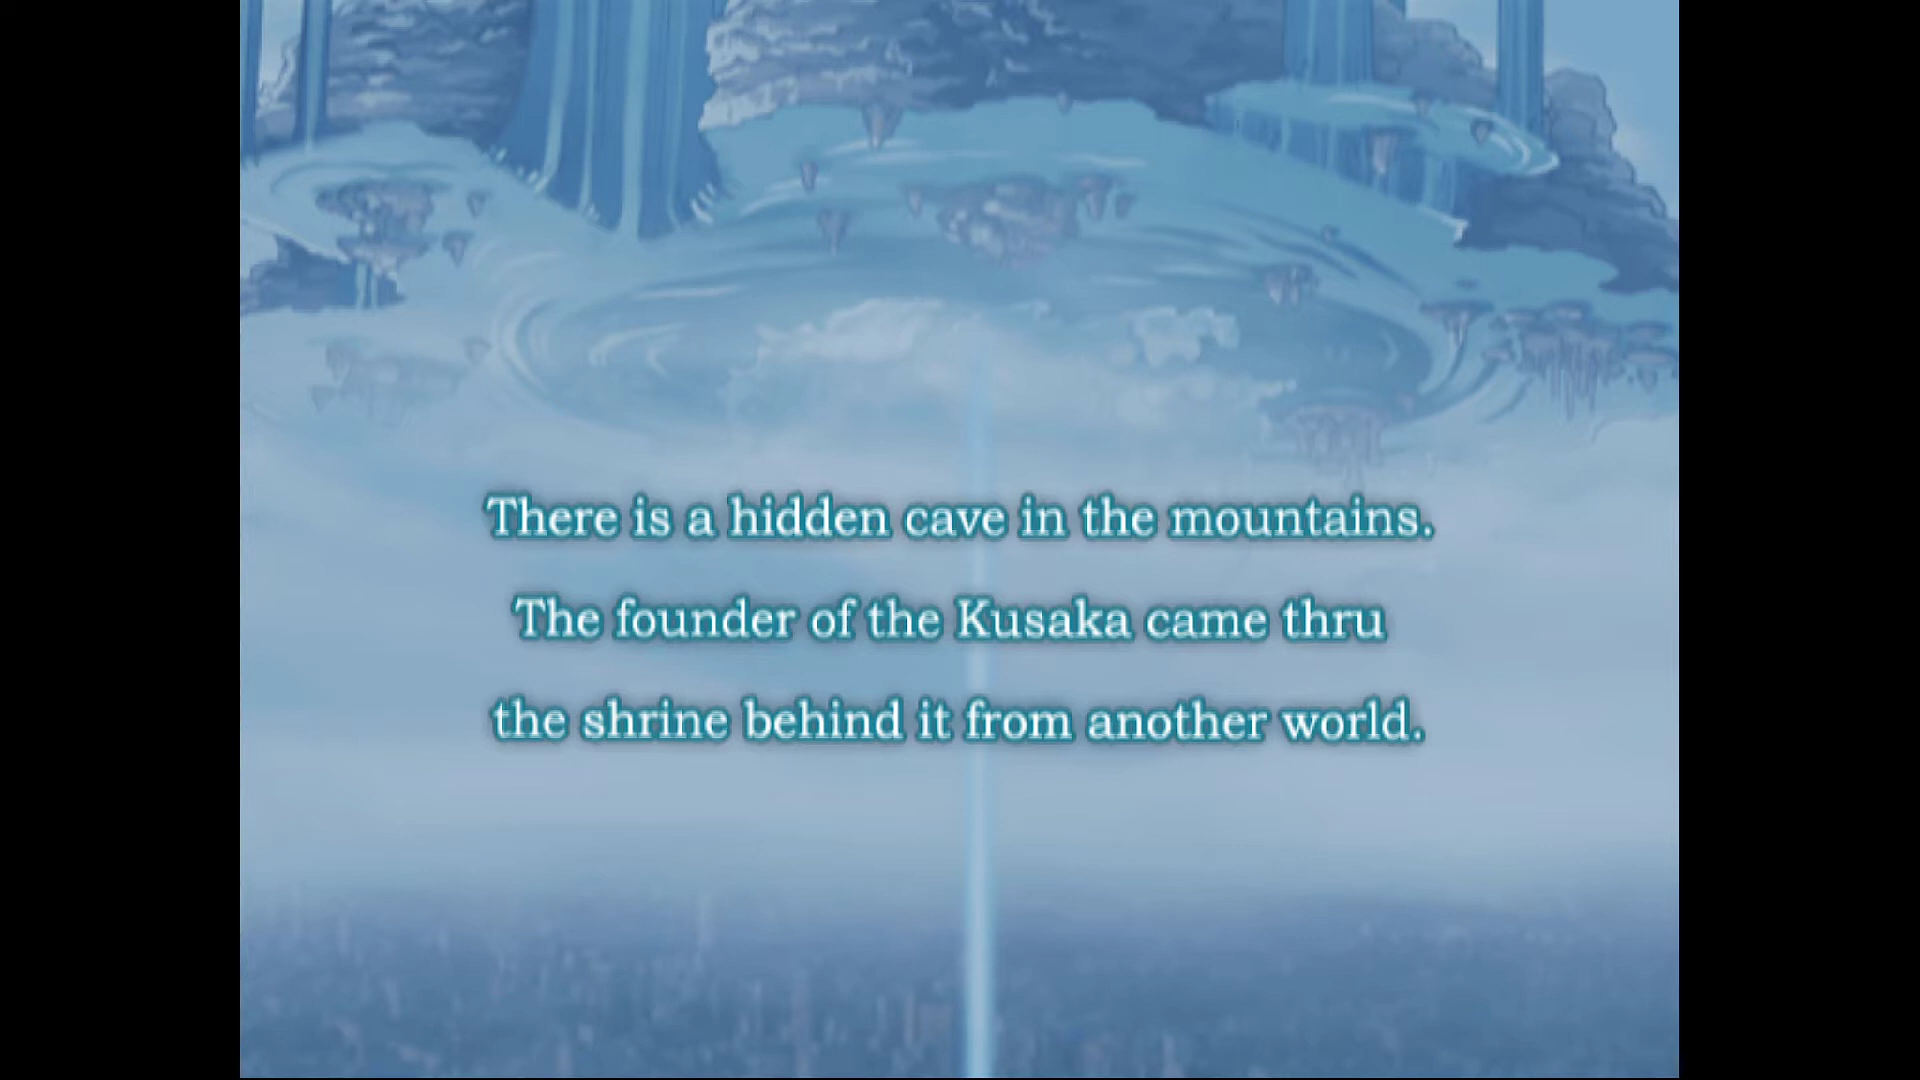 There is a hidden cave in the mountains.
The founder of the Kusaka came thru
the shrine behind it from another world.